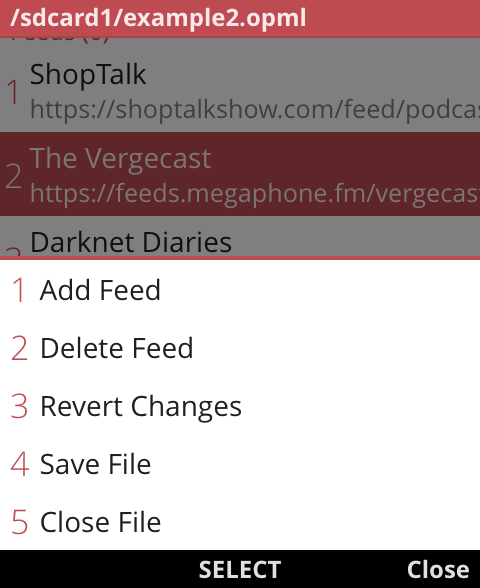 /sdcard1/example2.opml
Feeds (6)
1 ShopTalk
https://shoptalkshow.com/feed/podcas
2 The Vergecast
https://feeds.megaphone.fm/vergecast
Darknet Diaries
1 Add Feed
2 Delete Feed
3 Revert Changes
4 Save File
5 Close File
SELECT Close